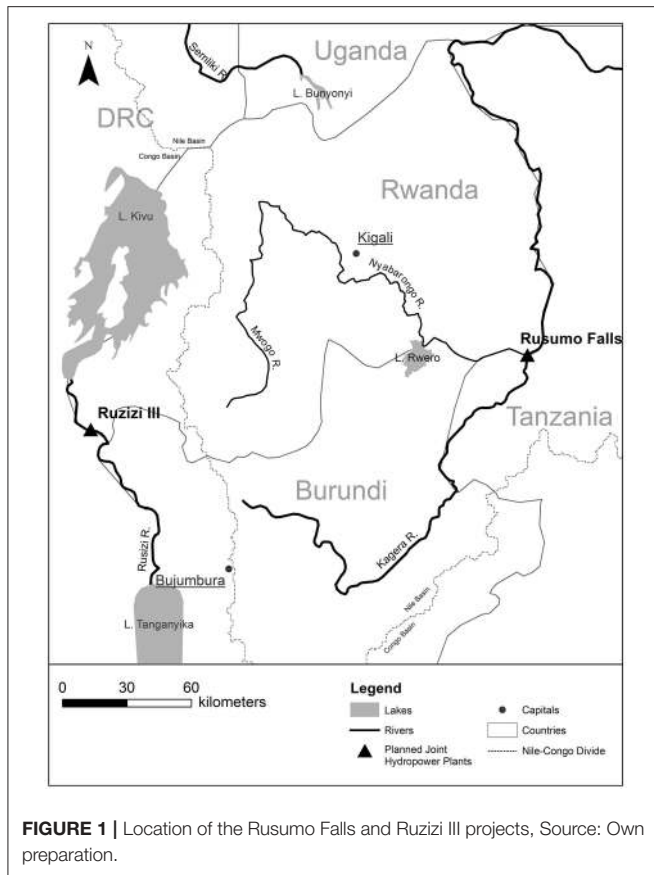 N
Semliki R.
Uganda
L. Bunyonyi
DRC
Nile Basin
Congo Basin
L. Kivu
Rwanda
Kigali
Nyabarongo R.
Mwogo R.
Rusumo Falls
L. Rwero
Ruzizi III
Tanzania
Burundi
Rusizi R.
Kagera R.
Bujumbura
Nile Basin
Congo Basin
L. Tanganyika
0 30 60
kilometers
Legend
Lakes
Rivers
Planned Joint
Hydropower Plants
Capitals
Countries
Nile-Congo Divide
FIGURE 1 | Location of the Rusumo Falls and Ruzizi III projects, Source: Own
preparation.